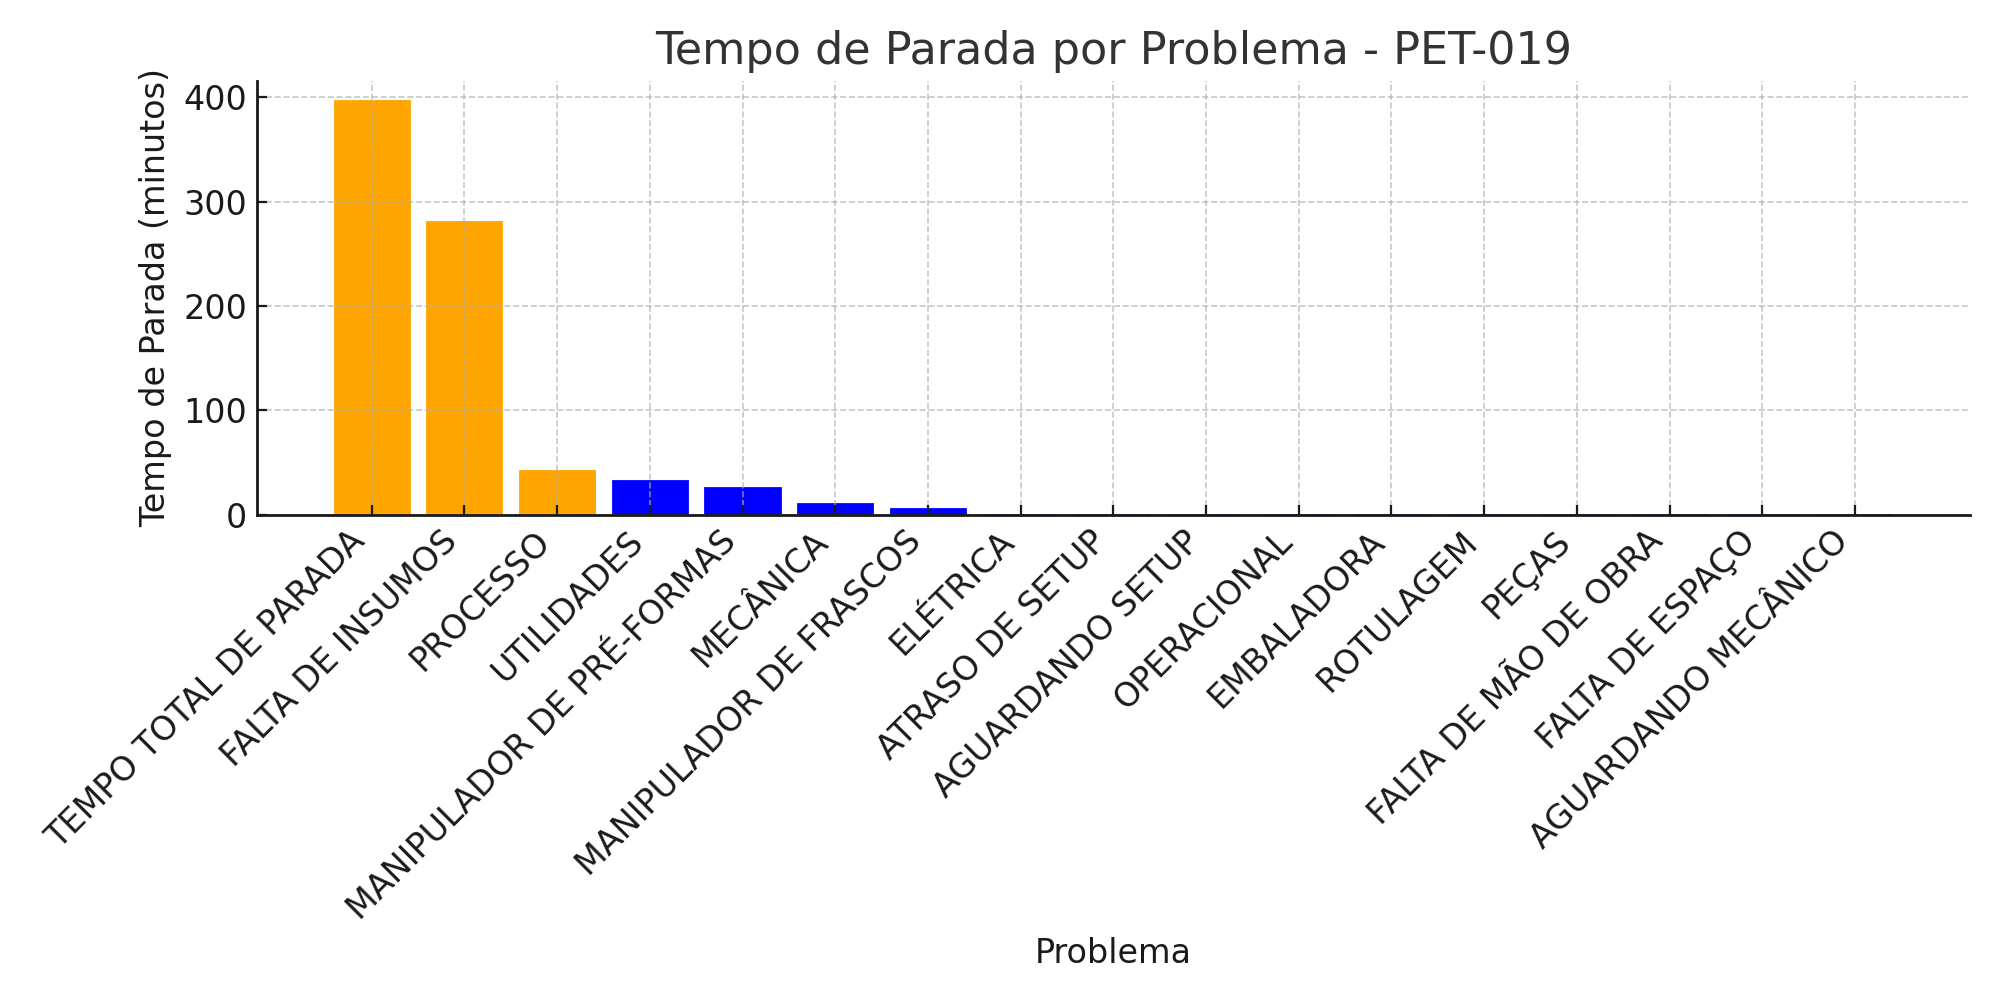 Tempo de Parada por Problema - PET-019
Tempo de Parada (minutos)
400
300
200
100
0
TEMPO TOTAL DE PARADA
FALTA DE INSUMOS
PROCESSO
UTILIDADES
MANIPULADOR DE PRÉ-FORMAS
MECÂNICA
MANIPULADOR DE FRASCOS
ELÉTRICA
ATRASO DE SETUP
AGUARDANDO SETUP
OPERACIONAL
EMBALADORA
ROTULAGEM
PEÇAS
FALTA DE MÃO DE OBRA
FALTA DE ESPAÇO
AGUARDANDO MECÂNICO
Problema